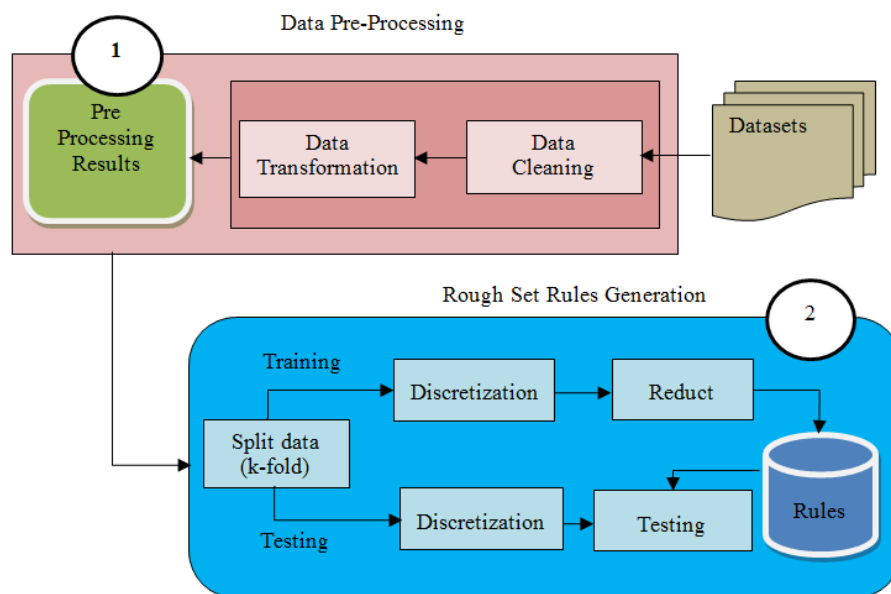 Data Pre-Processing
1
Pre
Processing
Results
Data
Transformation
Data
Cleaning
Datasets
Rough Set Rules Generation
2
Training
Discretization
Reduct
Split data
(k-fold)
Testing
Discretization
Testing
Rules